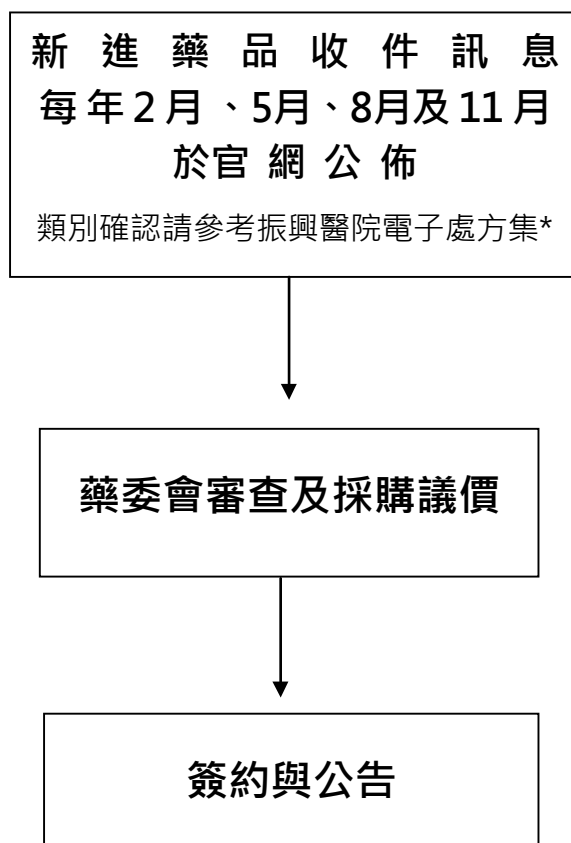 新進藥品收件訊息
每年2月、5月、8月及11月
於官網公佈
類別確認請參考振興醫院電子處方集*
藥委會審查及採購議價
簽約與公告